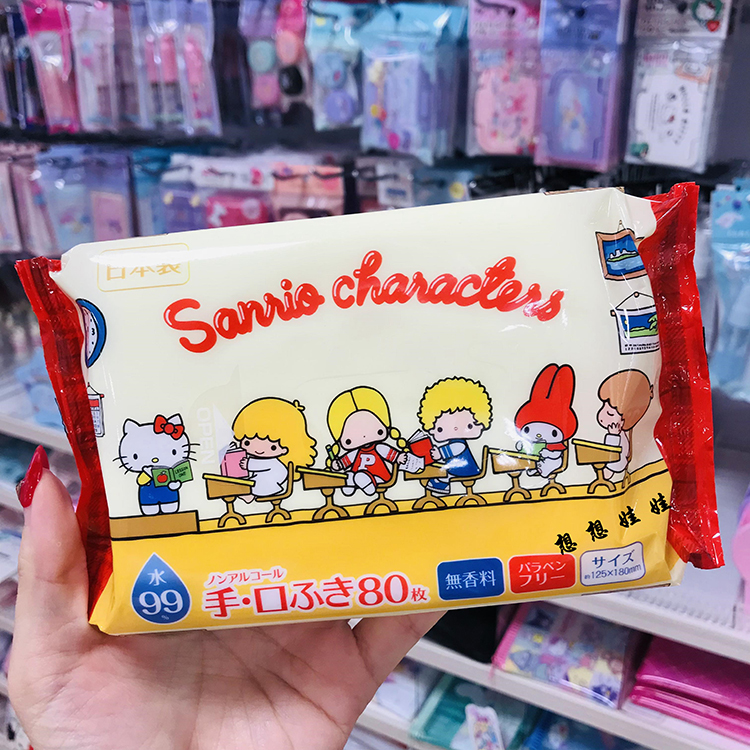 日本製
Sanrio characters
OPEN
P
想想娃娃
水
99%
ノンアルコール
手・口ふき80枚
無香料
パラベン
フリー
サイズ
約125×180mm